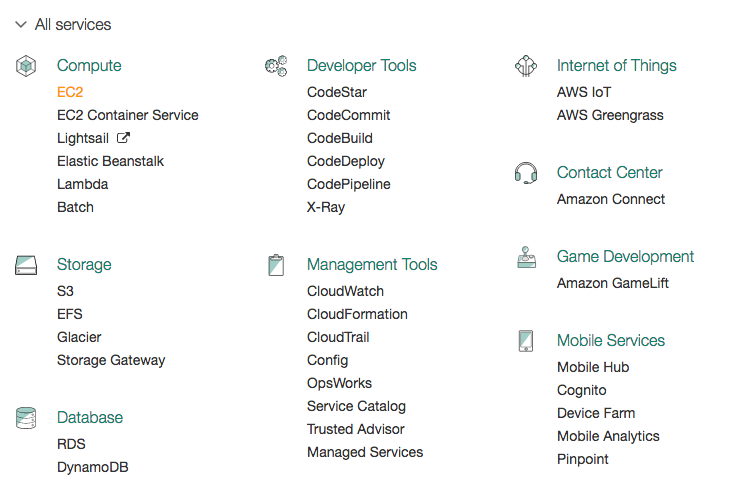 All services
Compute
EC2
EC2 Container Service
Lightsail
Elastic Beanstalk
Lambda
Batch
Storage
S3
EFS
Glacier
Storage Gateway
Database
RDS
DynamoDB
Developer Tools
CodeStar
CodeCommit
CodeBuild
CodeDeploy
CodePipeline
X-Ray
Management Tools
CloudWatch
CloudFormation
CloudTrail
Config
OpsWorks
Service Catalog
Trusted Advisor
Managed Services
Internet of Things
AWS IoT
AWS Greengrass
Contact Center
Amazon Connect
Game Development
Amazon GameLift
Mobile Services
Mobile Hub
Cognito
Device Farm
Mobile Analytics
Pinpoint